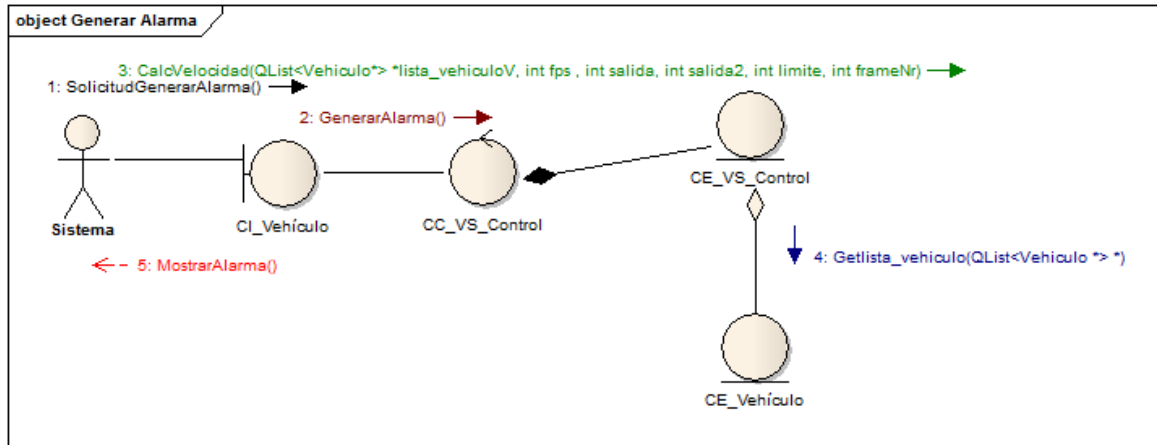 object Generar Alarma
3: CalcVelocidad(QList<Vehiculo*> *lista_vehiculoV, int fps , int salida, int salida2, int limite, int frameNr)
1: SolicitudGenerarAlarma()
2: GenerarAlarma()
CE_VS_Control
Sistema
CI_Vehículo
CC_VS_Control
5: MostrarAlarma()
4: Getlista_vehiculo(QList<Vehiculo *> *)
CE_Vehículo